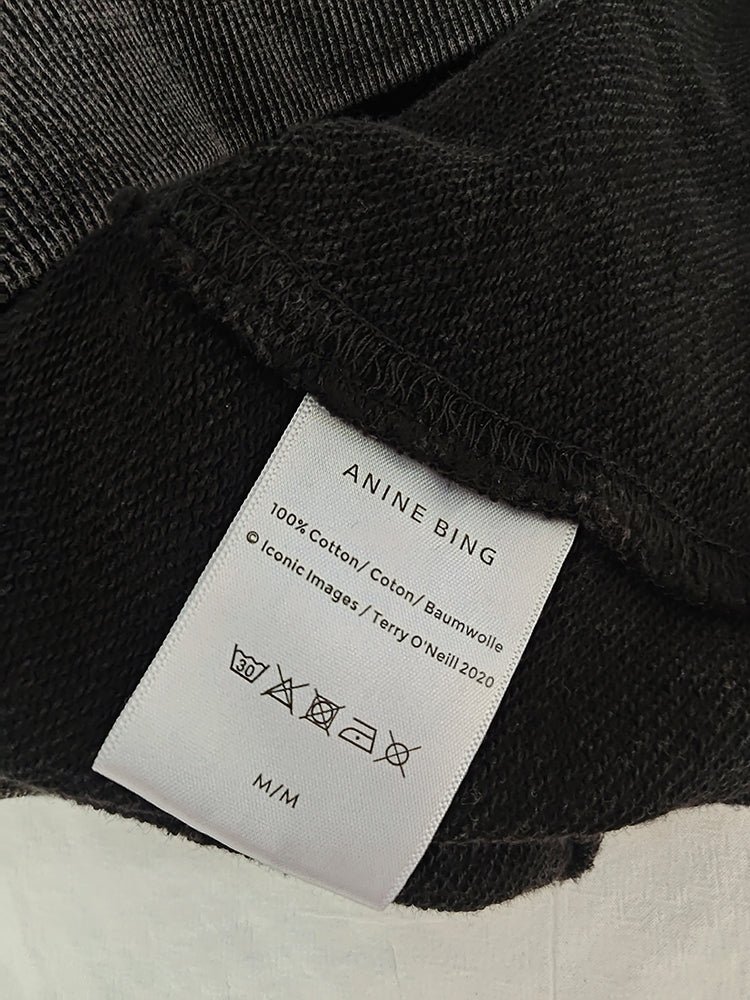 ANINE BING
100% Cotton/ Coton/ Baumwolle
© Iconic Images / Terry O'Neill 2020
30
M/M